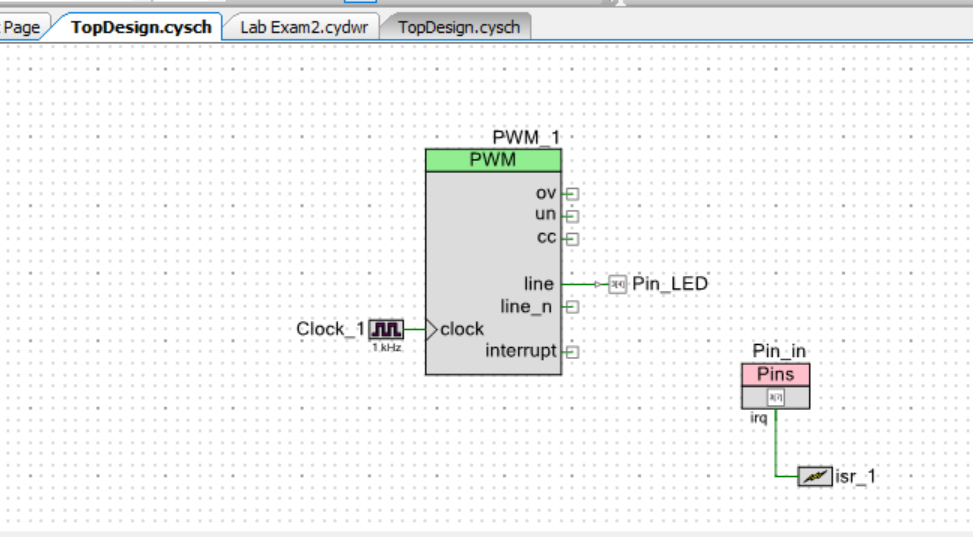 Page TopDesign.cysch Lab Exam2.cydwr TopDesign.cysch
PWM_1
PWM
ov
un
cc
line Pin_LED
line_n
Clock_1 clock
1 kHz
interrupt
Pin_in
Pins
irq
isr_1